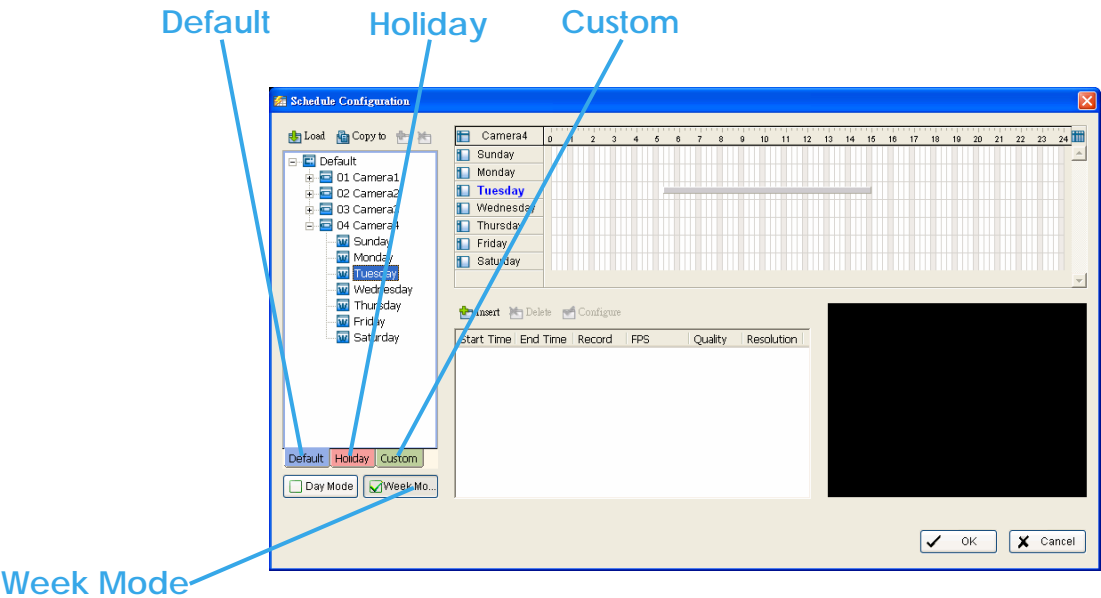 Default Holiday Custom
Schedule Configuration
Load Copy to
Default
01 Camera1
02 Camera2
03 Camera3
04 Camera4
Sunday
Monday
Tuesday
Wednesday
Thursday
Friday
Saturday
Default Holiday Custom
Day Mode Week Mo...
Camera4 0 1 2 3 4 5 6 7 8 9 10 11 12 13 14 15 16 17 18 19 20 21 22 23 24
Sunday
Monday
Tuesday
Wednesday
Thursday
Friday
Saturday
Insert Delete Configure
Start Time End Time Record FPS Quality Resolution
OK Cancel
Week Mode